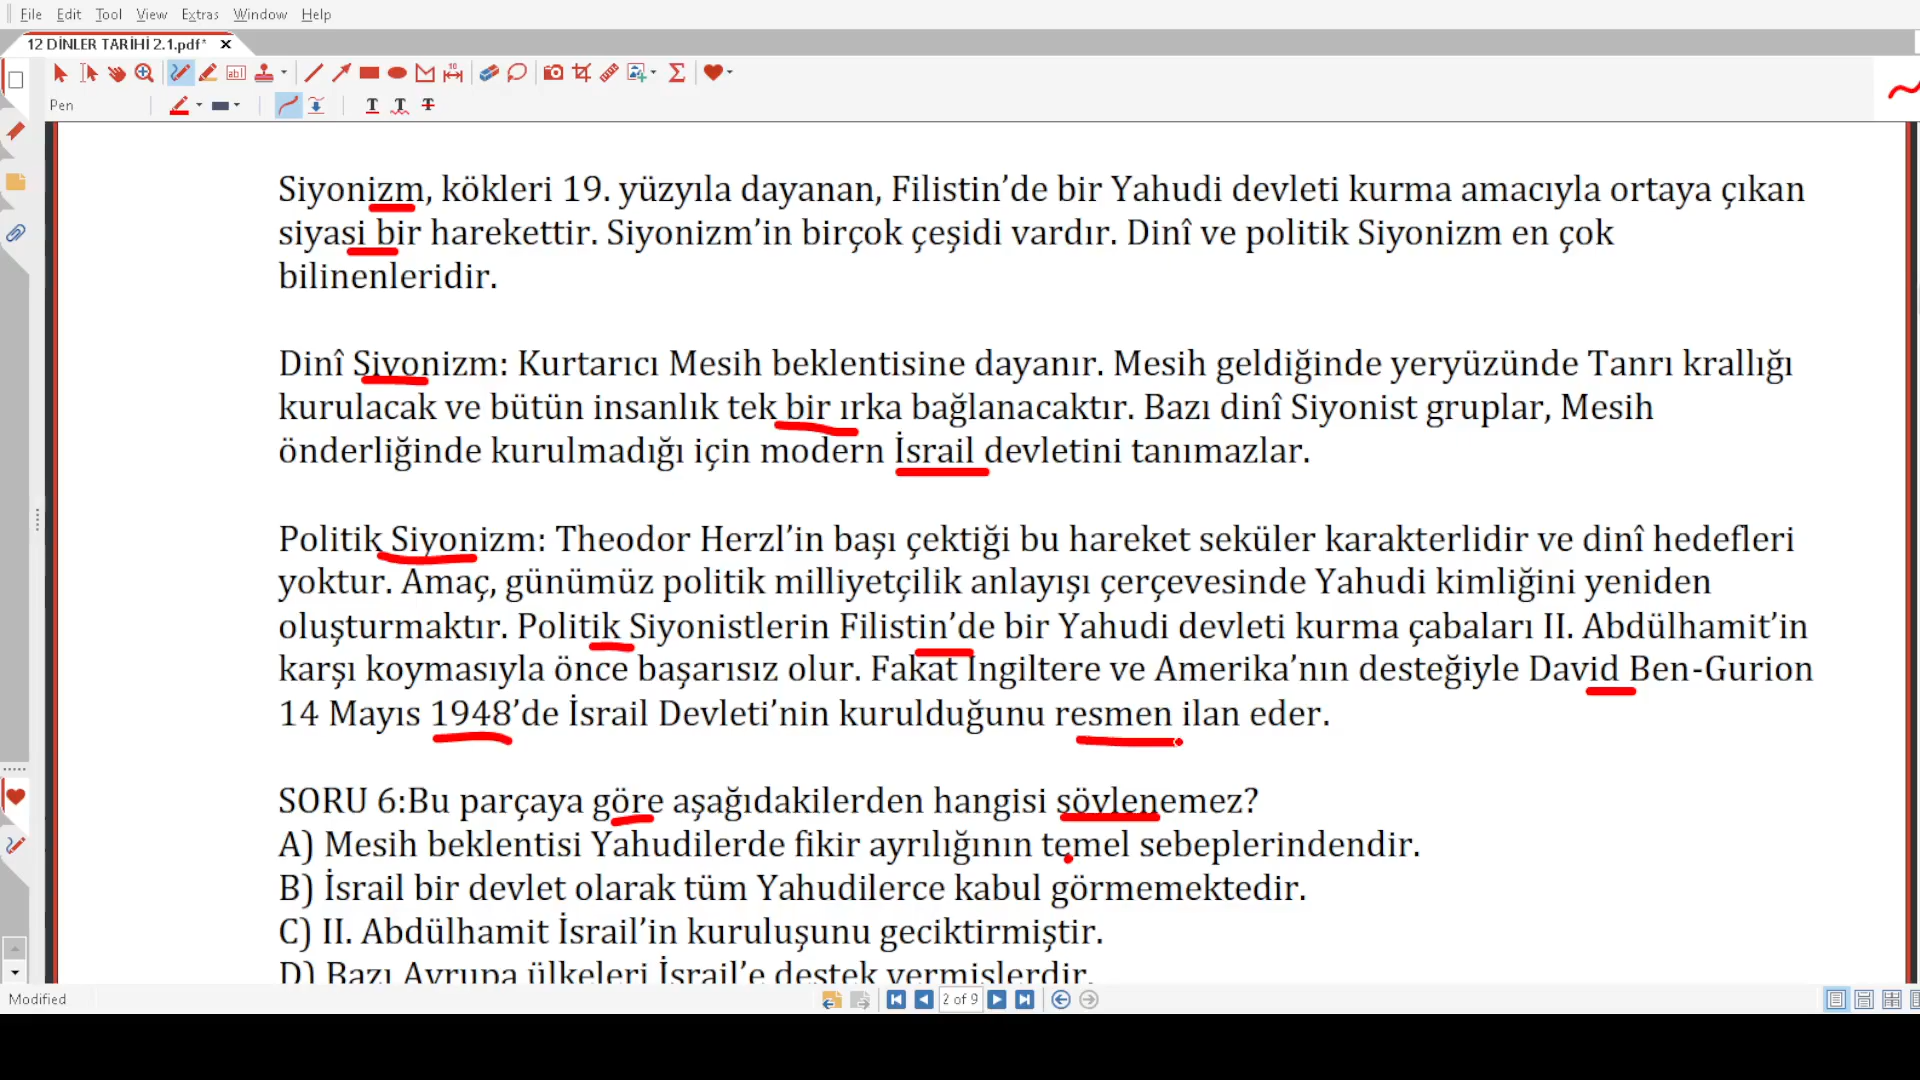 File Edit Tool View Extras Window Help
12 DİNLER TARİHİ 2.1.pdf*
Pen
Siyonizm, kökleri 19. yüzyıla dayanan, Filistin’de bir Yahudi devleti kurma amacıyla ortaya çıkan
siyasi bir harekettir. Siyonizm’in birçok çeşidi vardır. Dinî ve politik Siyonizm en çok
bilinenleridir.
Dinî Siyonizm: Kurtarıcı Mesih beklentisine dayanır. Mesih geldiğinde yeryüzünde Tanrı krallığı
kurulacak ve bütün insanlık tek bir ırka bağlanacaktır. Bazı dinî Siyonist gruplar, Mesih
önderliğinde kurulmadığı için modern İsrail devletini tanımazlar.
Politik Siyonizm: Theodor Herzl’in başı çektiği bu hareket seküler karakterlidir ve dinî hedefleri
yoktur. Amaç, günümüz politik milliyetçilik anlayışı çerçevesinde Yahudi kimliğini yeniden
oluşturmaktır. Politik Siyonistlerin Filistin’de bir Yahudi devleti kurma çabaları II. Abdülhamit’in
karşı koymasıyla önce başarısız olur. Fakat İngiltere ve Amerika’nın desteğiyle David Ben-Gurion
14 Mayıs 1948’de İsrail Devleti’nin kurulduğunu resmen ilan eder.
SORU 6:Bu parçaya göre aşağıdakilerden hangisi söylenemez?
A) Mesih beklentisi Yahudilerde fikir ayrılığının temel sebeplerindendir.
B) İsrail bir devlet olarak tüm Yahudilerce kabul görmemektedir.
C) II. Abdülhamit İsrail’in kuruluşunu geciktirmiştir.
D) Bazı Avrupa ülkeleri İsrail’e destek vermişlerdir.
Modified
2 of 9